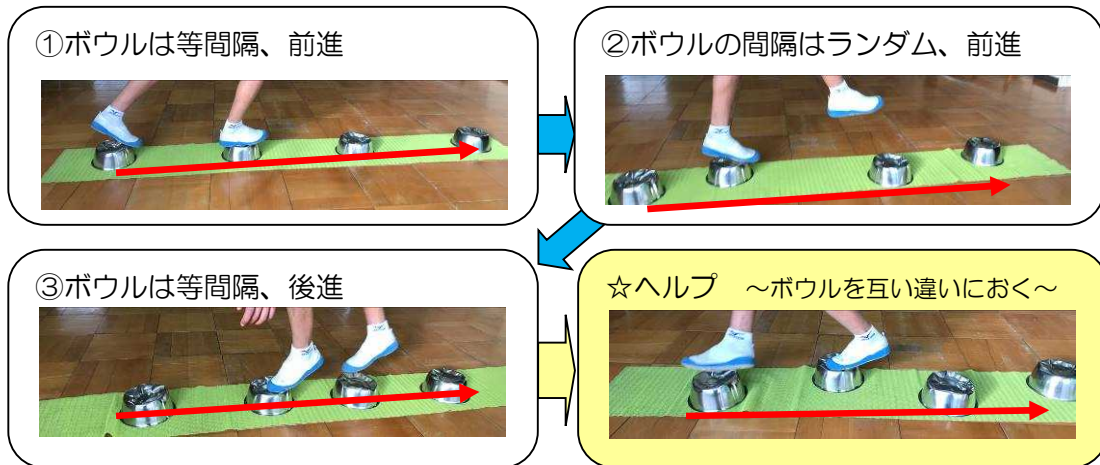 ①ボウルは等間隔、前進
②ボウルの間隔はランダム、前進
③ボウルは等間隔、後進
☆ヘルプ ～ボウルを互い違いにおく～